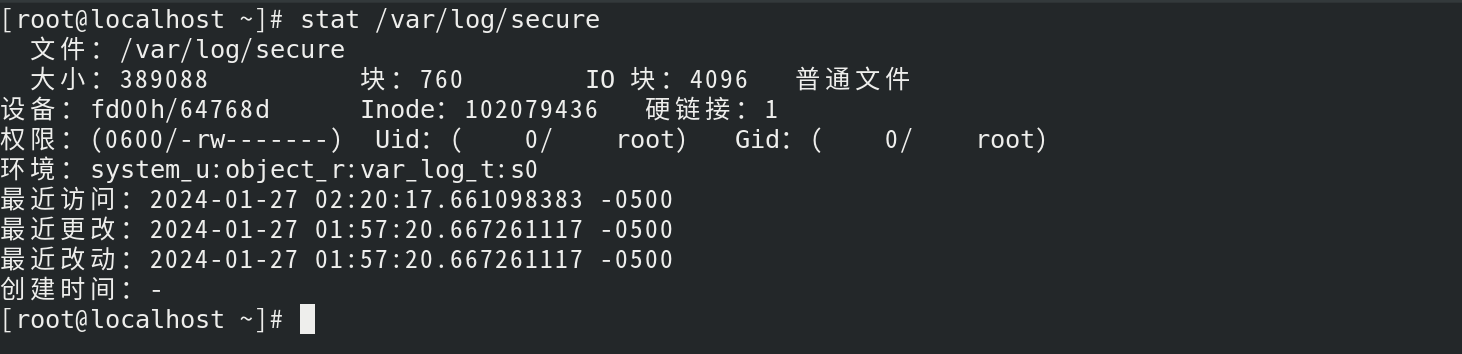 [root@localhost ~]# stat /var/log/secure
  文件：/var/log/secure
  大小：389088          块：760        IO 块：4096   普通文件
设备：fd00h/64768d      Inode：102079436   硬链接：1
权限：(0600/-rw-------)  Uid：(    0/    root)   Gid：(    0/    root)
环境：system_u:object_r:var_log_t:s0
最近访问：2024-01-27 02:20:17.661098383 -0500
最近更改：2024-01-27 01:57:20.667261117 -0500
最近改动：2024-01-27 01:57:20.667261117 -0500
创建时间：-
[root@localhost ~]#